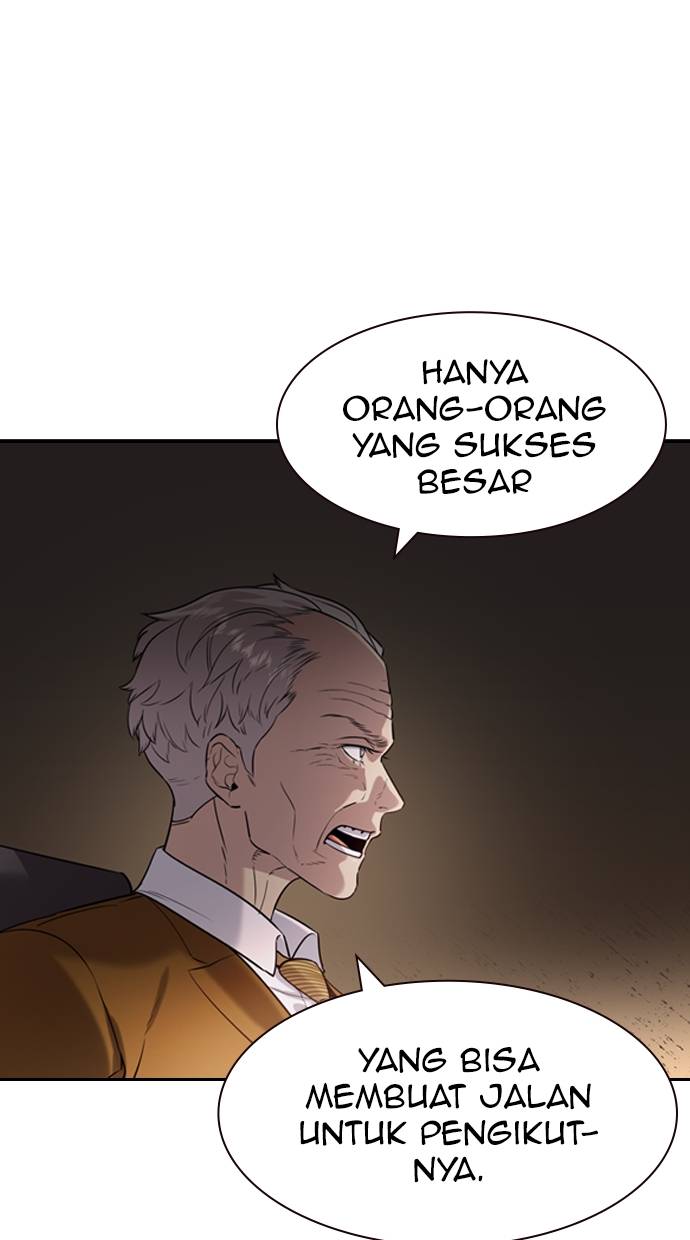 HANYA
ORANG-ORANG
YANG SUKSES
BESAR
YANG BISA
MEMBUAT JALAN
UNTUK PENGIKUT-
NYA.